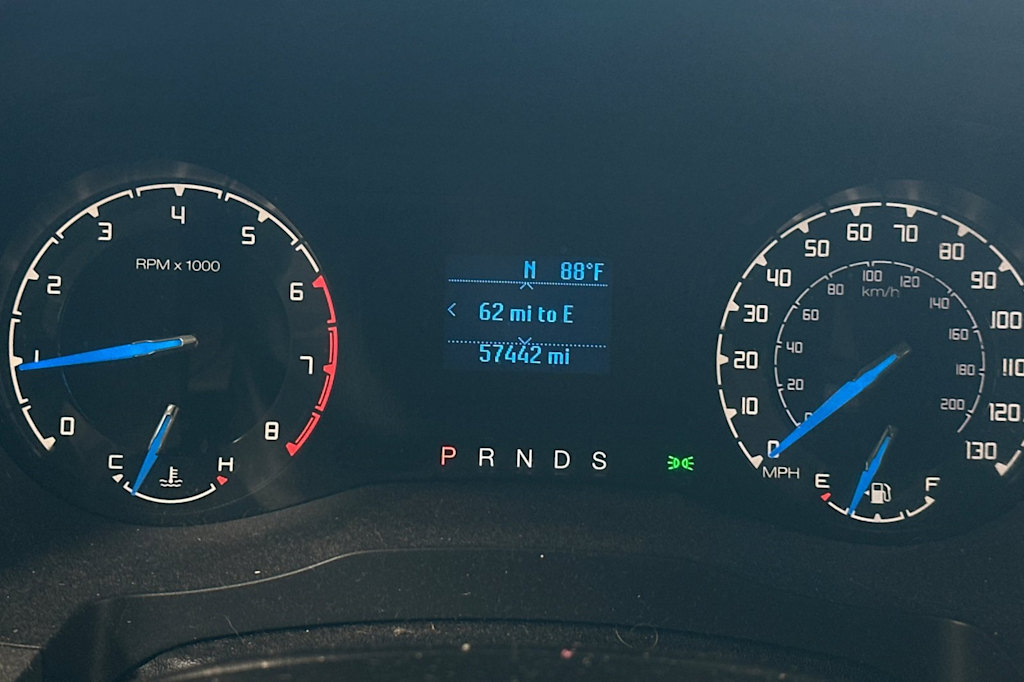 0 1 2 3 4 5 6 7 8
RPM x 1000
C H
N 88°F
< 62 mi to E
57442 mi
P R N D S
0 10 20 30 40 50 60 70 80 90 100 110 120 130
MPH
0 20 40 60 80 100 120 140 160 180 200
km/h
E F